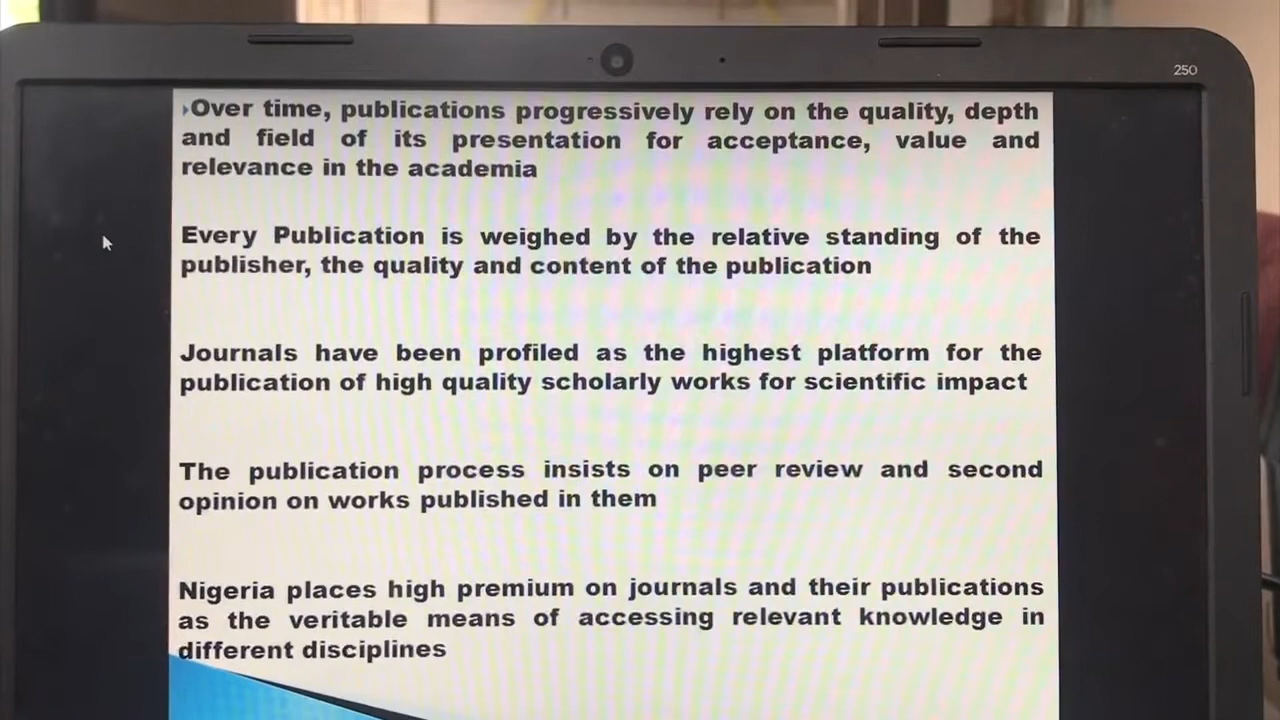 250
Over time, publications progressively rely on the quality, depth
and field of its presentation for acceptance, value and
relevance in the academia
Every Publication is weighed by the relative standing of the
publisher, the quality and content of the publication
Journals have been profiled as the highest platform for the
publication of high quality scholarly works for scientific impact
The publication process insists on peer review and second
opinion on works published in them
Nigeria places high premium on journals and their publications
as the veritable means of accessing relevant knowledge in
different disciplines